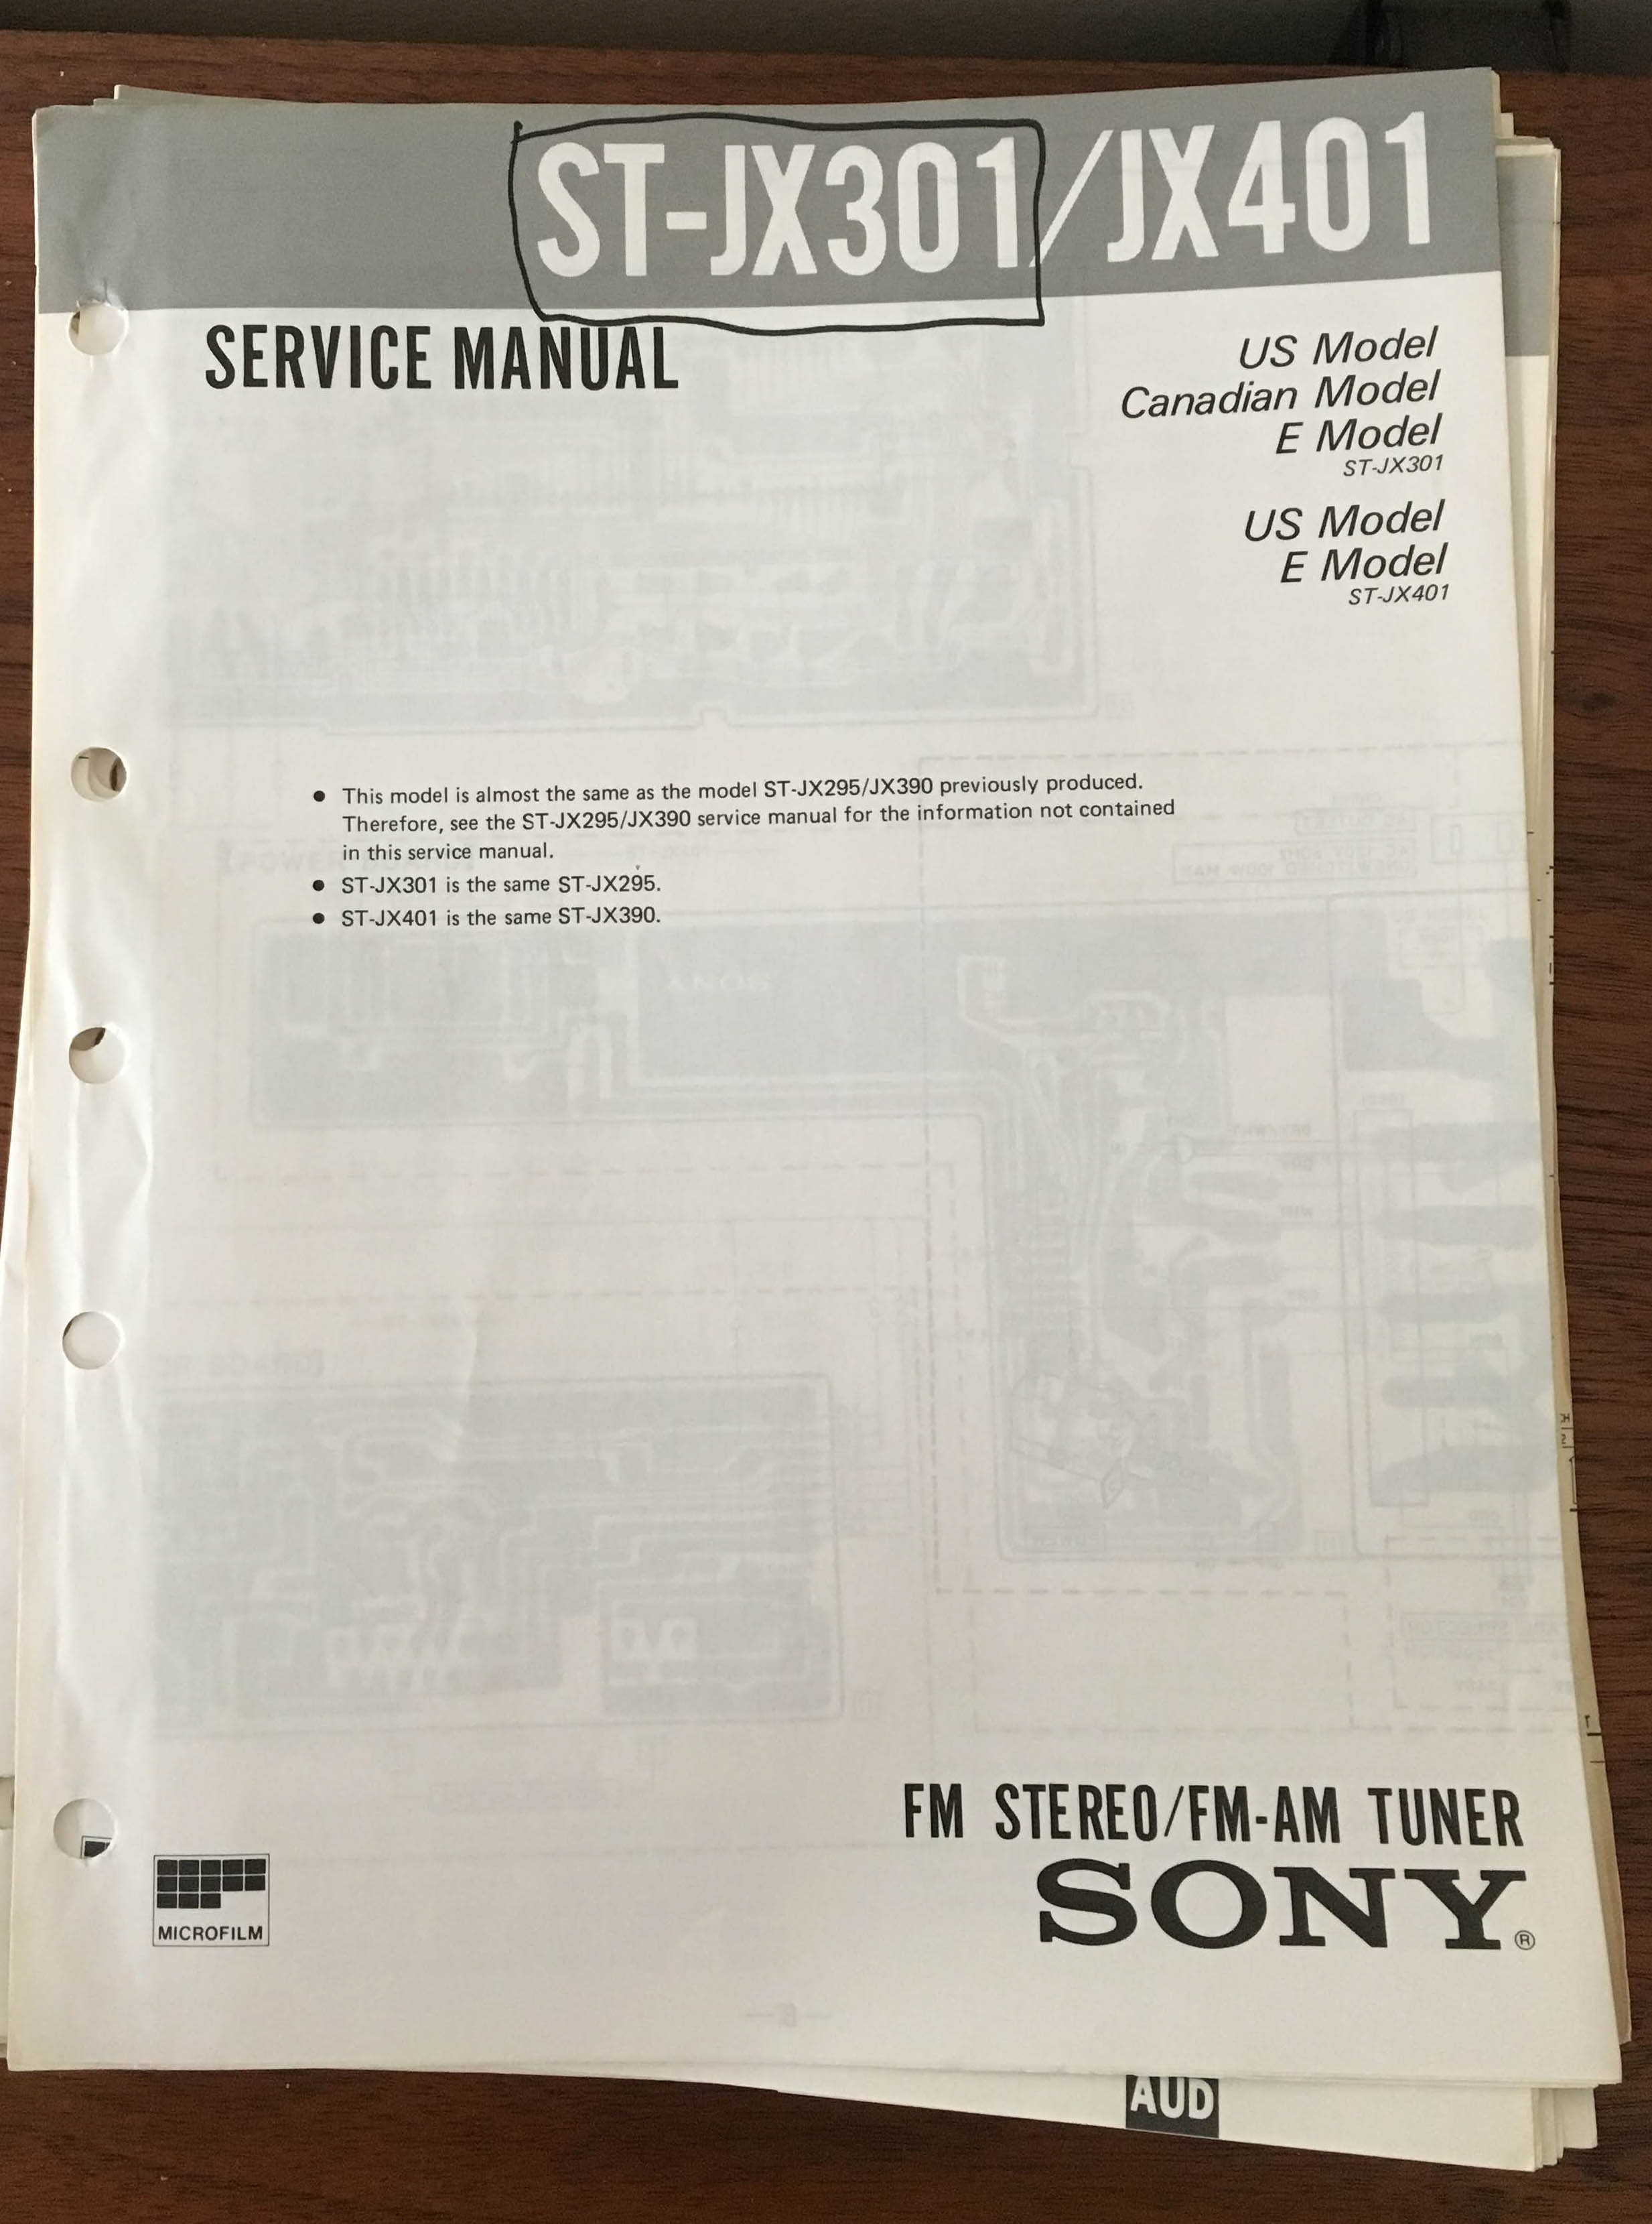 ST-JX301/JX401
SERVICE MANUAL
US Model
Canadian Model
E Model
ST-JX301
US Model
E Model
ST-JX401
● This model is almost the same as the model ST-JX295/JX390 previously produced.
Therefore, see the ST-JX295/JX390 service manual for the information not contained
in this service manual.
● ST-JX301 is the same ST-JX295.
● ST-JX401 is the same ST-JX390.
FM STEREO/FM-AM TUNER
SONY®
MICROFILM
AUD